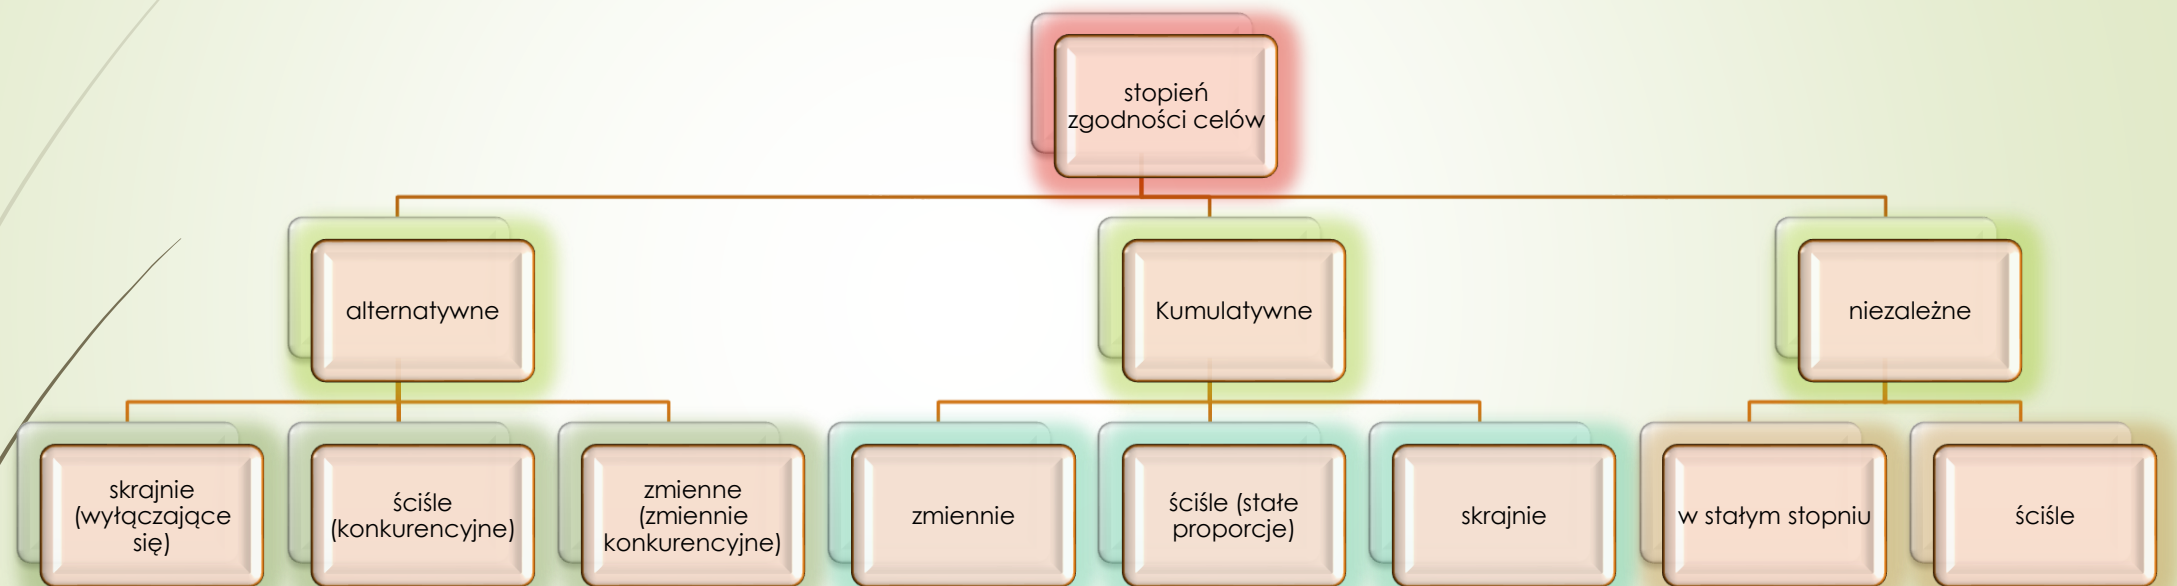 stopień
zgodności celów
alternatywne
Kumulatywne
niezależne
skrajnie
(wyłączające
się)
ściśle
(konkurencyjne)
zmienne
(zmiennie
konkurencyjne)
zmiennie
ściśle (stałe
proporcje)
skrajnie
w stałym stopniu
ściśle